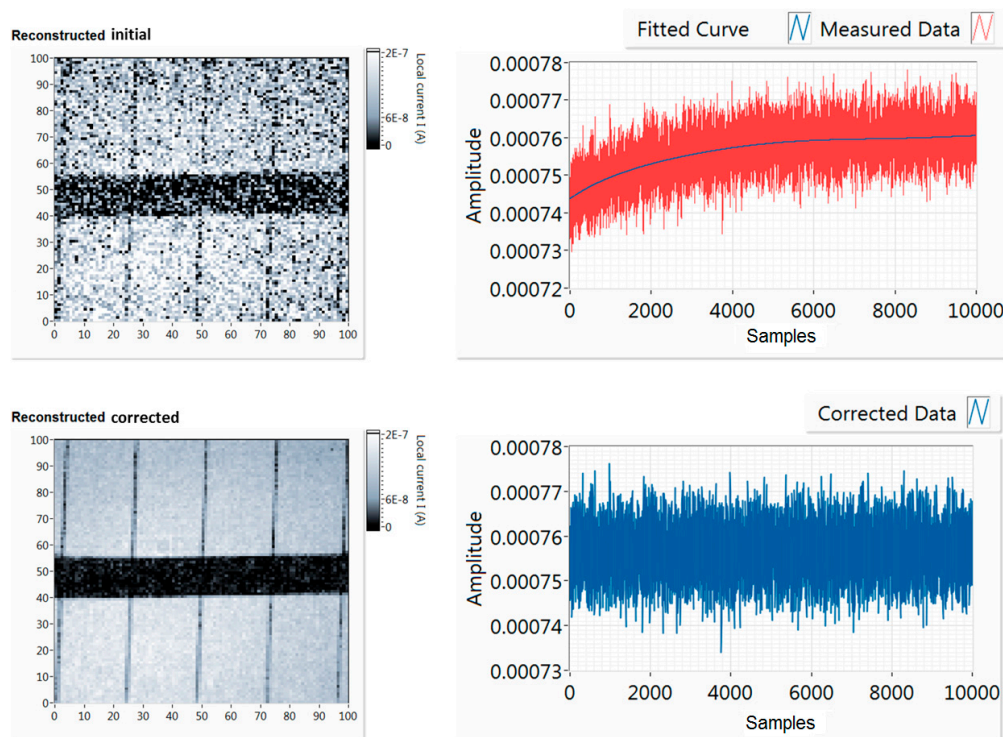 Reconstructed initial
100
90
80
70
60
50
40
30
20
10
0
0 10 20 30 40 50 60 70 80 90 100
2E-7
6E-8
0
Local current I (A)
Fitted Curve Measured Data
0.00078
0.00077
0.00076
0.00075
0.00074
0.00073
0.00072
Amplitude
0 2000 4000 6000 8000 10000
Samples
Reconstructed corrected
100
90
80
70
60
50
40
30
20
10
0
0 10 20 30 40 50 60 70 80 90 100
2E-7
6E-8
0
Local current I (A)
Corrected Data
0.00078
0.00077
0.00076
0.00075
0.00074
0.00073
Amplitude
0 2000 4000 6000 8000 10000
Samples